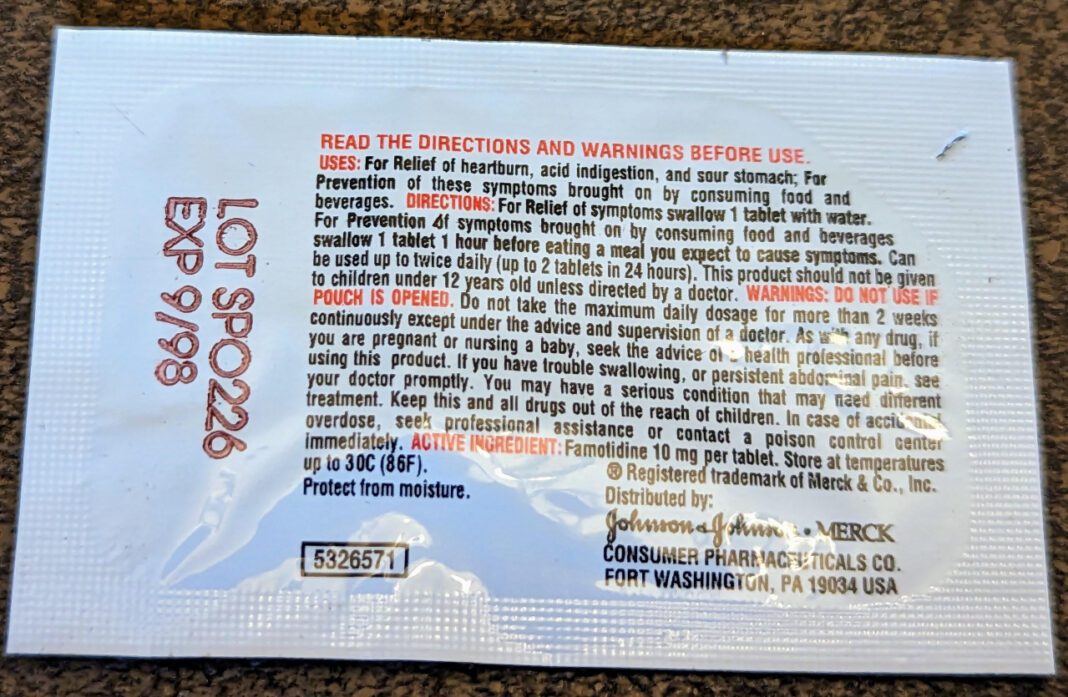 LOT SPO226
EXP 9/98
READ THE DIRECTIONS AND WARNINGS BEFORE USE.
USES: For Relief of heartburn, acid indigestion, and sour stomach; For
Prevention of these symptoms brought on by consuming food and
beverages. DIRECTIONS: For Relief of symptoms swallow 1 tablet with water.
For Prevention of symptoms brought on by consuming food and beverages
swallow 1 tablet 1 hour before eating a meal you expect to cause symptoms. Can
be used up to twice daily (up to 2 tablets in 24 hours). This product should not be given
to children under 12 years old unless directed by a doctor. WARNINGS: DO NOT USE IF
POUCH IS OPENED. Do not take the maximum daily dosage for more than 2 weeks
continuously except under the advice and supervision of a doctor. As with any drug, if
you are pregnant or nursing a baby, seek the advice of a health professional before
using this product. If you have trouble swallowing, or persistent abdominal pain, see
your doctor promptly. You may have a serious condition that may need different
treatment. Keep this and all drugs out of the reach of children. In case of accidental
overdose, seek professional assistance or contact a poison control center
immediately. ACTIVE INGREDIENT: Famotidine 10 mg per tablet. Store at temperatures
up to 30C (86F).
Protect from moisture.
® Registered trademark of Merck & Co., Inc.
Distributed by:
Johnson & Johnson • MERCK
CONSUMER PHARMACEUTICALS CO.
FORT WASHINGTON, PA 19034 USA
5326571